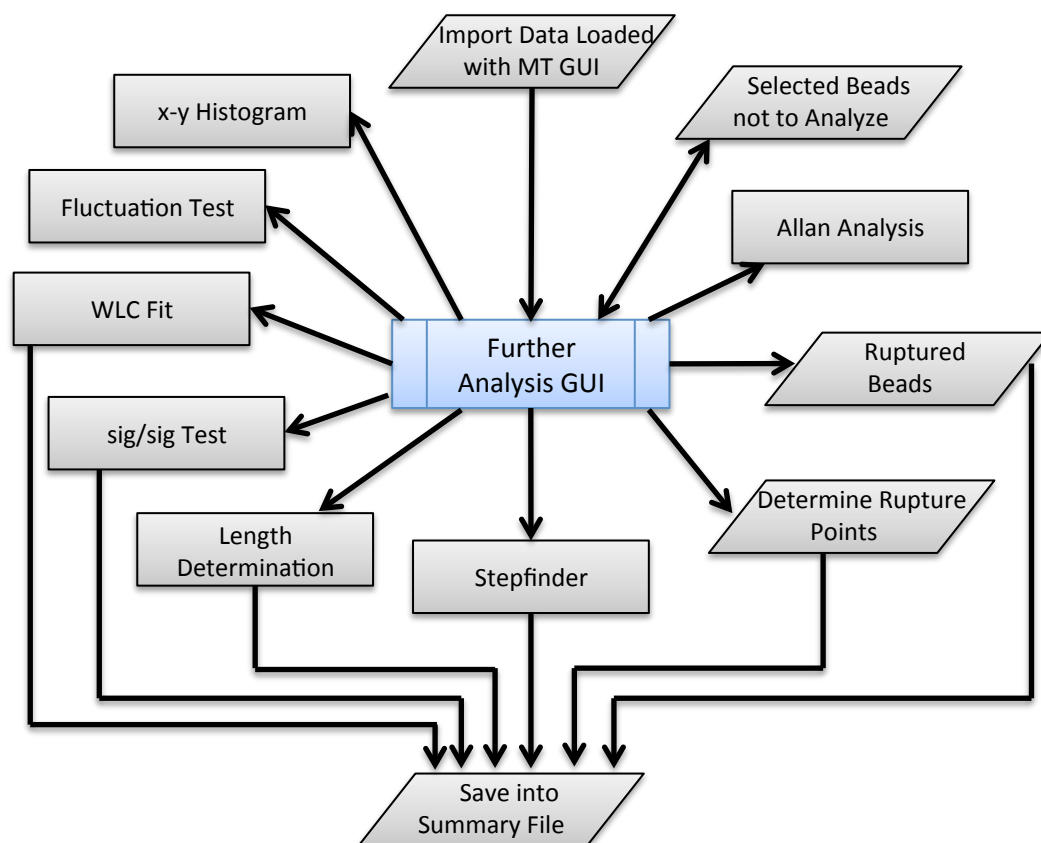 Import Data Loaded
with MT GUI
x-y Histogram
Selected Beads
not to Analyze
Fluctuation Test
Allan Analysis
WLC Fit
Further
Analysis GUI
Ruptured
Beads
sig/sig Test
Determine Rupture
Points
Length
Determination
Stepfinder
Save into
Summary File